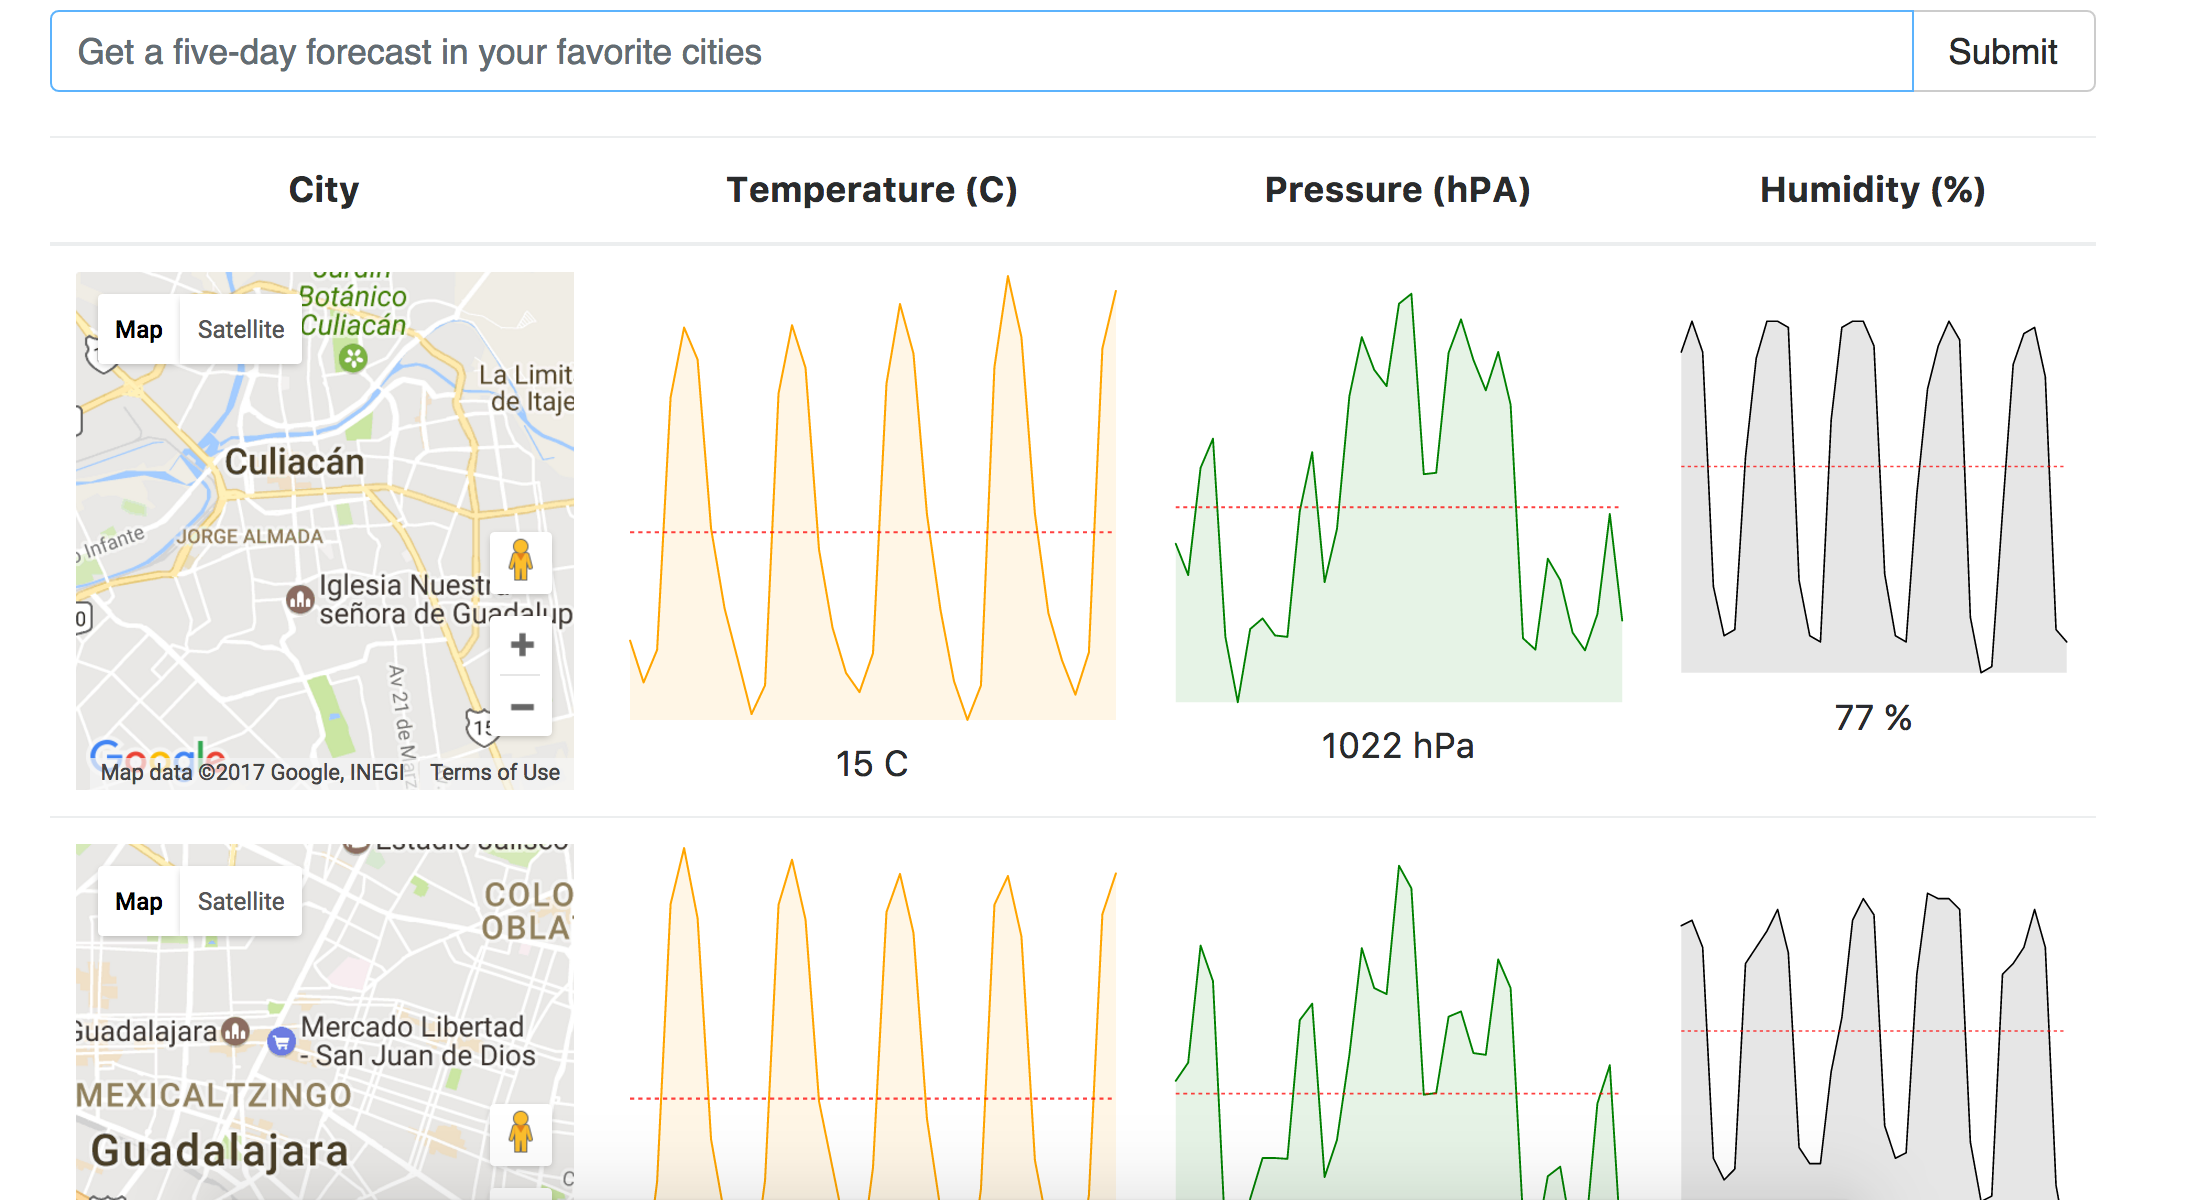 Get a five-day forecast in your favorite cities
Submit
City
Temperature (C)
Pressure (hPA)
Humidity (%)
Jardín
Botánico
Culiacán
Map
Satellite
La Limit
de Itaje
Culiacán
o Infante
JORGE ALMADA
Iglesia Nuestr
señora de Guadalup
0
+
−
Av 21 de Marz
15
Google
Map data ©2017 Google, INEGI
Terms of Use
15 C
1022 hPa
77 %
Estadio Jalisco
Map
Satellite
COLO
OBLA
Guadalajara
Mercado Libertad
- San Juan de Dios
MEXICALTZINGO
Guadalajara
C